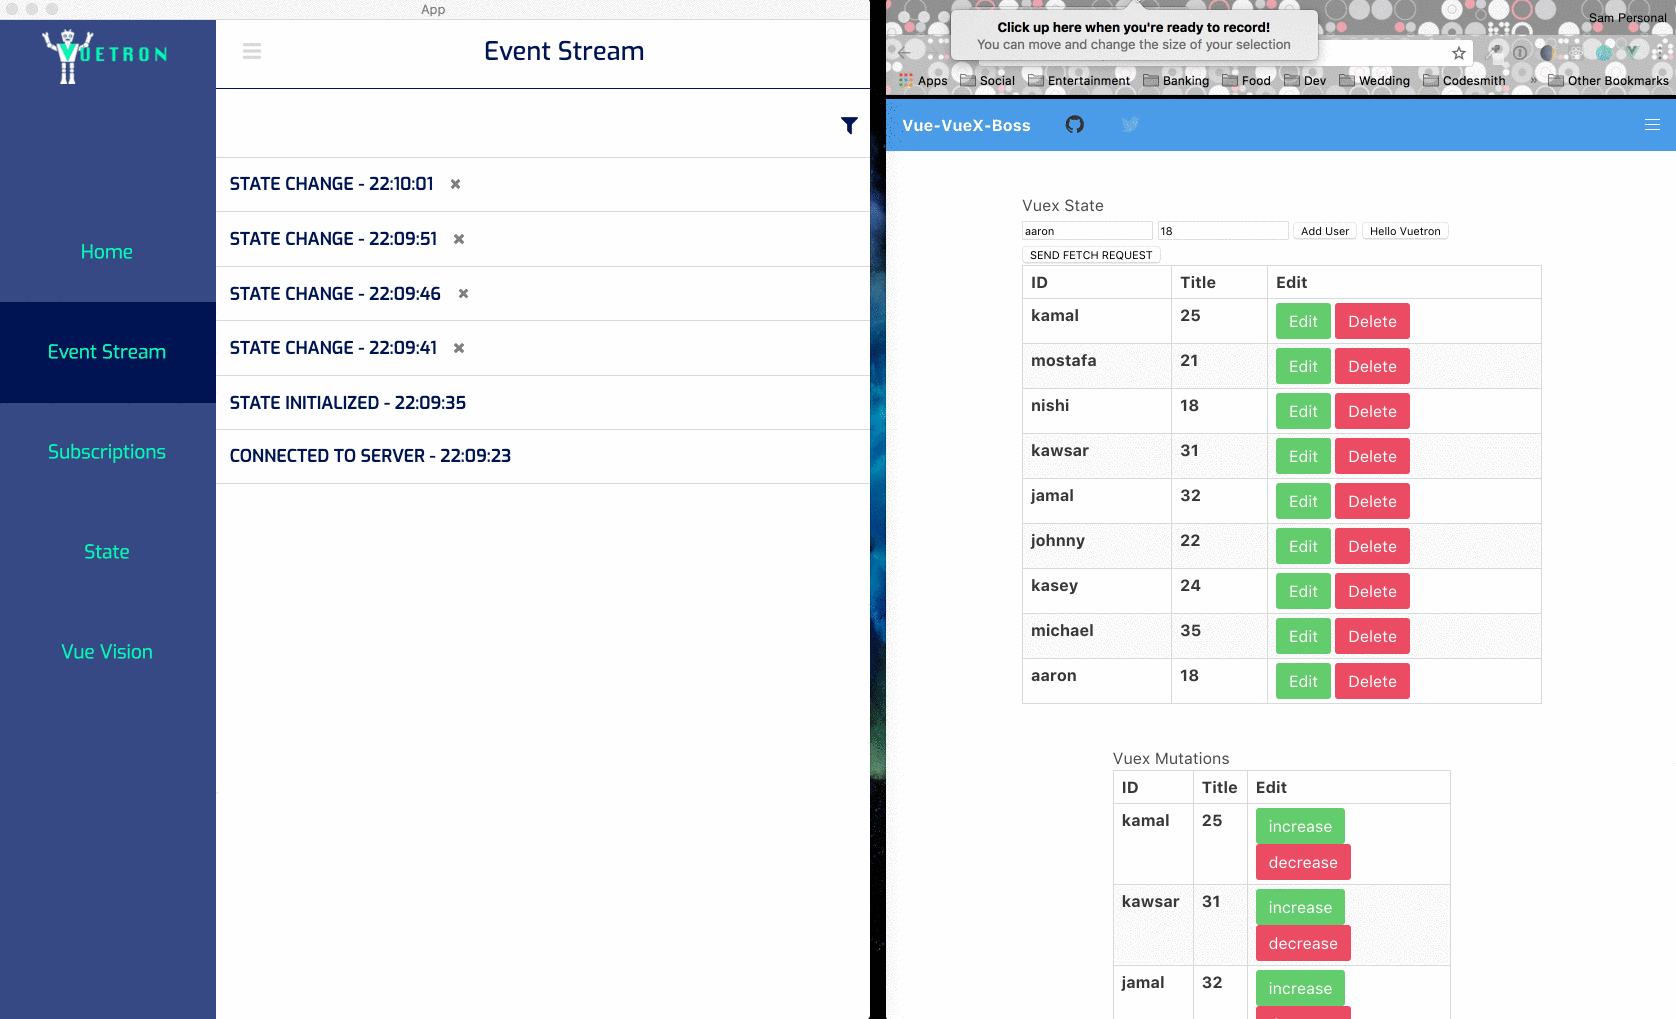 App
VUETRON
Home
Event Stream
Subscriptions
State
Vue Vision
Event Stream
STATE CHANGE - 22:10:01
STATE CHANGE - 22:09:51
STATE CHANGE - 22:09:46
STATE CHANGE - 22:09:41
STATE INITIALIZED - 22:09:35
CONNECTED TO SERVER - 22:09:23
Sam Personal
Click up here when you're ready to record!
You can move and change the size of your selection
Apps Social Entertainment Banking Food Dev Wedding Codesmith » Other Bookmarks
Vue-VueX-Boss
Vuex State
aaron 18 Add User Hello Vuetron
SEND FETCH REQUEST
ID Title Edit
kamal 25 Edit Delete
mostafa 21 Edit Delete
nishi 18 Edit Delete
kawsar 31 Edit Delete
jamal 32 Edit Delete
johnny 22 Edit Delete
kasey 24 Edit Delete
michael 35 Edit Delete
aaron 18 Edit Delete
Vuex Mutations
ID Title Edit
kamal 25 increase
decrease
kawsar 31 increase
decrease
jamal 32 increase